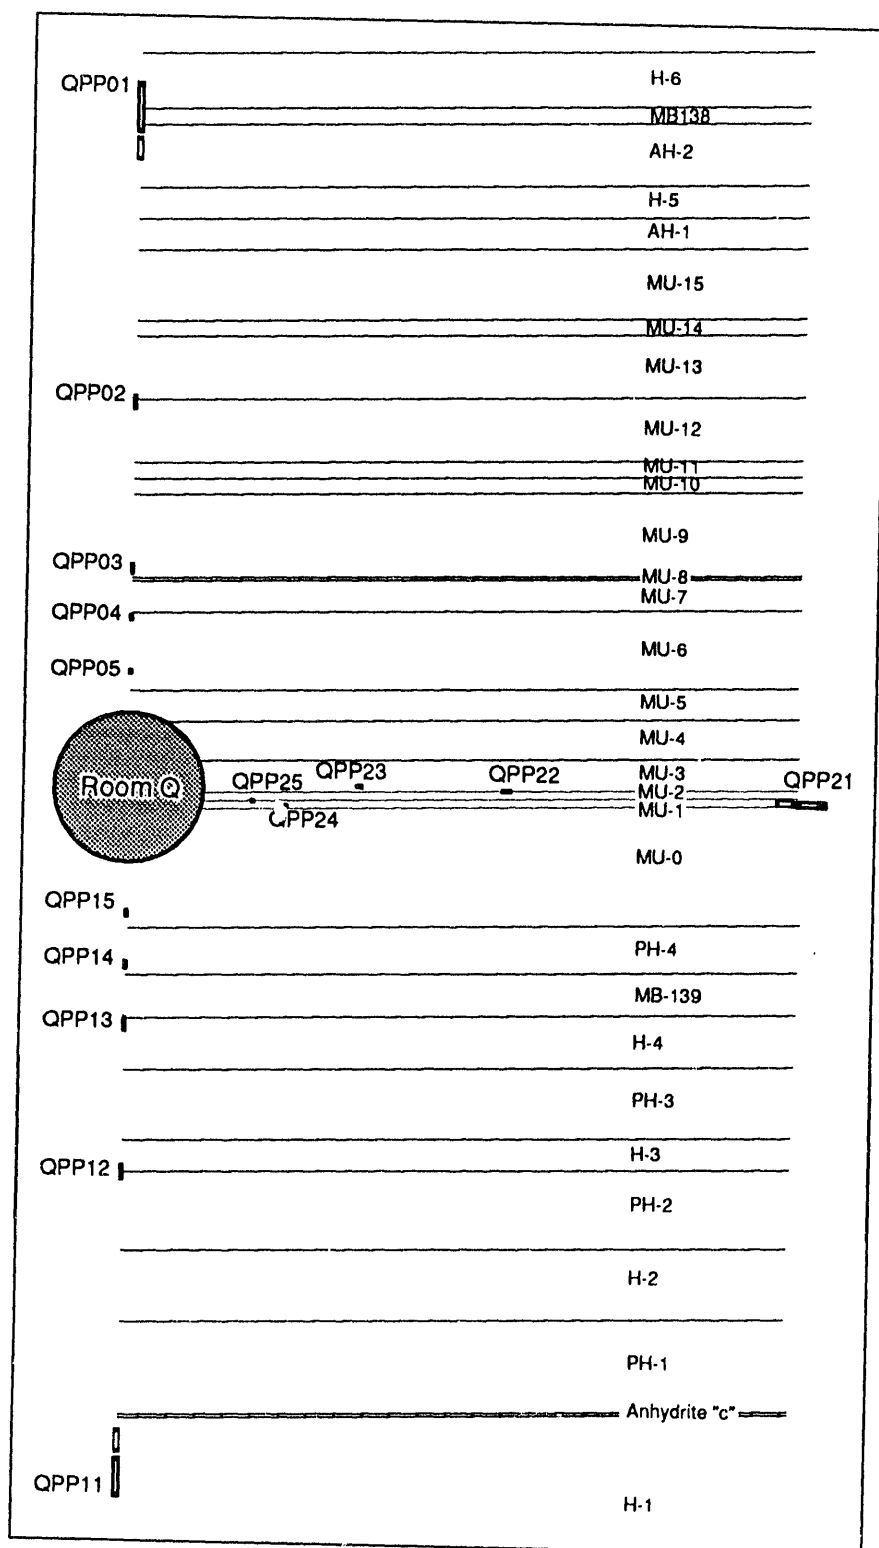 H-6
QPP01
MB138
AH-2
H-5
AH-1
MU-15
MU-14
MU-13
QPP02
MU-12
MU-11
MU-10
MU-9
QPP03
MU-8
MU-7
QPP04
MU-6
QPP05
MU-5
MU-4
Room Q
QPP25
QPP23
QPP22
MU-3
QPP21
MU-2
MU-1
QPP24
MU-0
QPP15
PH-4
QPP14
MB-139
QPP13
H-4
PH-3
H-3
QPP12
PH-2
H-2
PH-1
Anhydrite "c"
QPP11
H-1